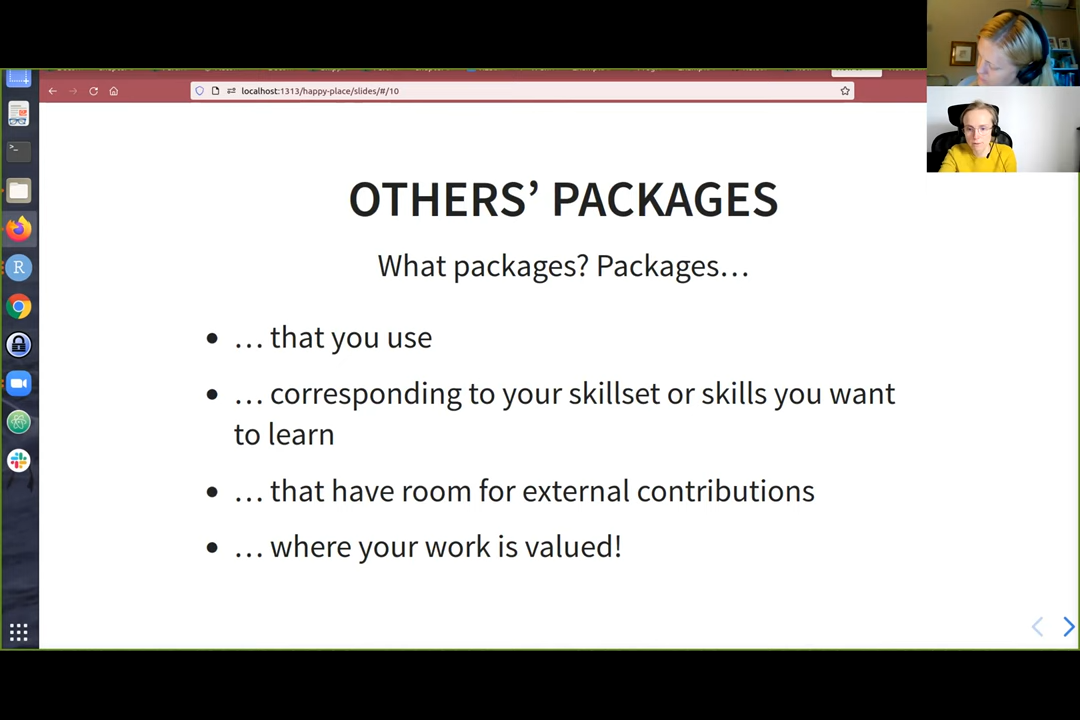 localhost:1313/happy-place/slides/#/10
OTHERS’ PACKAGES
What packages? Packages…
• … that you use
• … corresponding to your skillset or skills you want
to learn
• … that have room for external contributions
• … where your work is valued!
>_
R